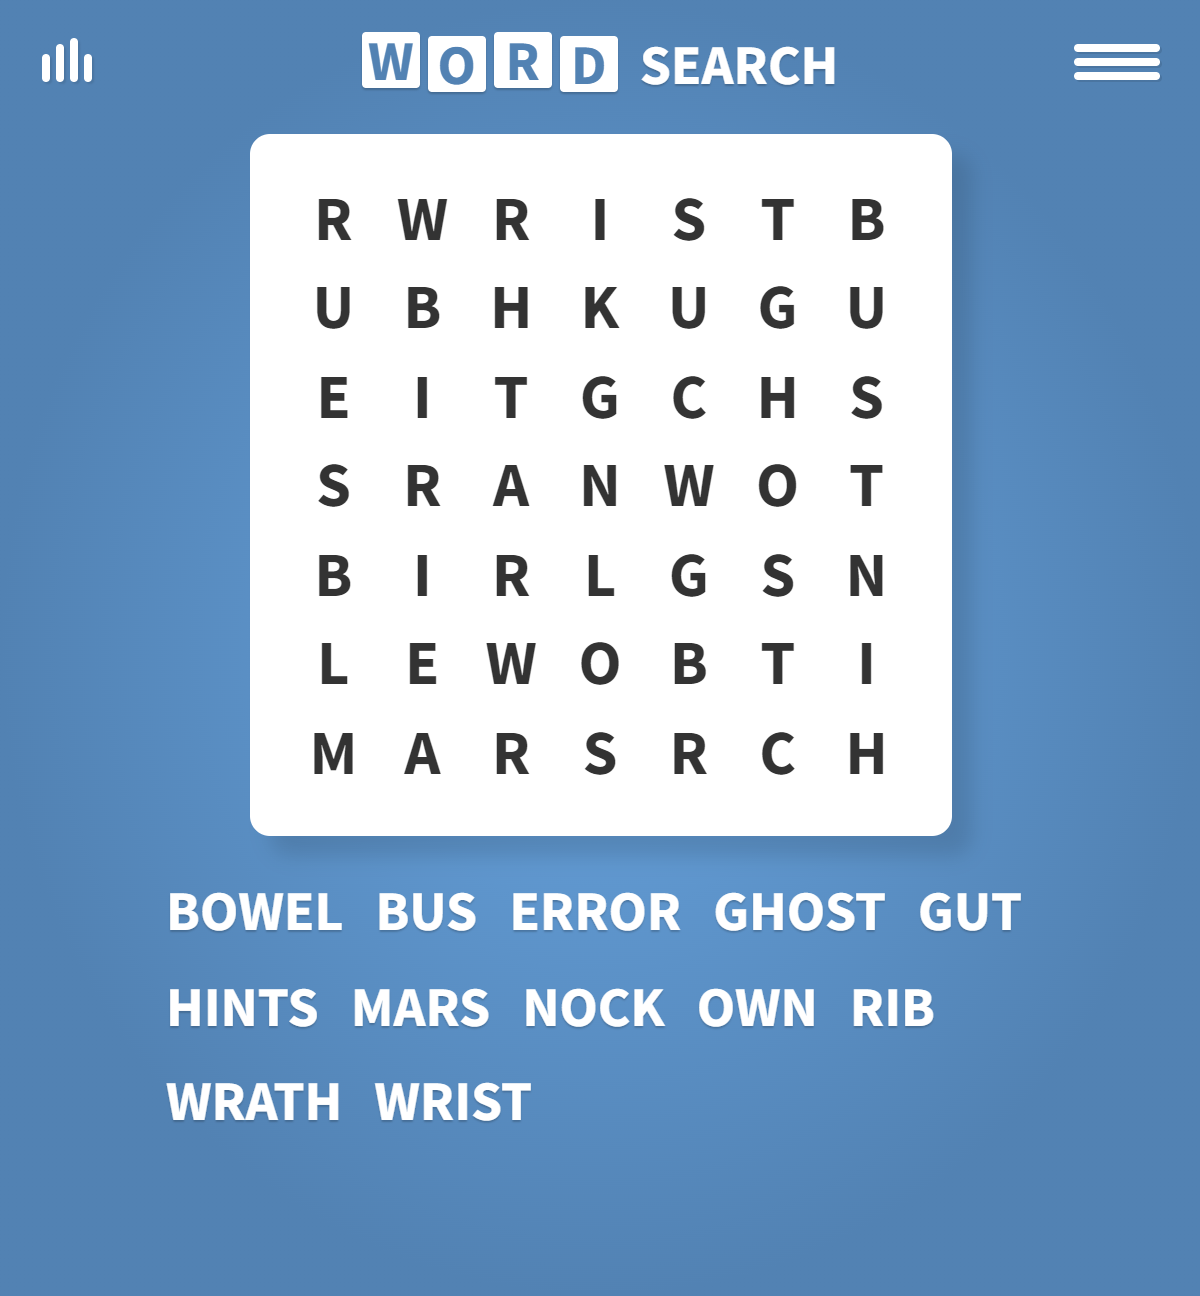 WORD SEARCH
R W R I S T B
U B H K U G U
E I T G C H S
S R A N W O T
B I R L G S N
L E W O B T I
M A R S R C H
BOWEL BUS ERROR GHOST GUT
HINTS MARS NOCK OWN RIB
WRATH WRIST